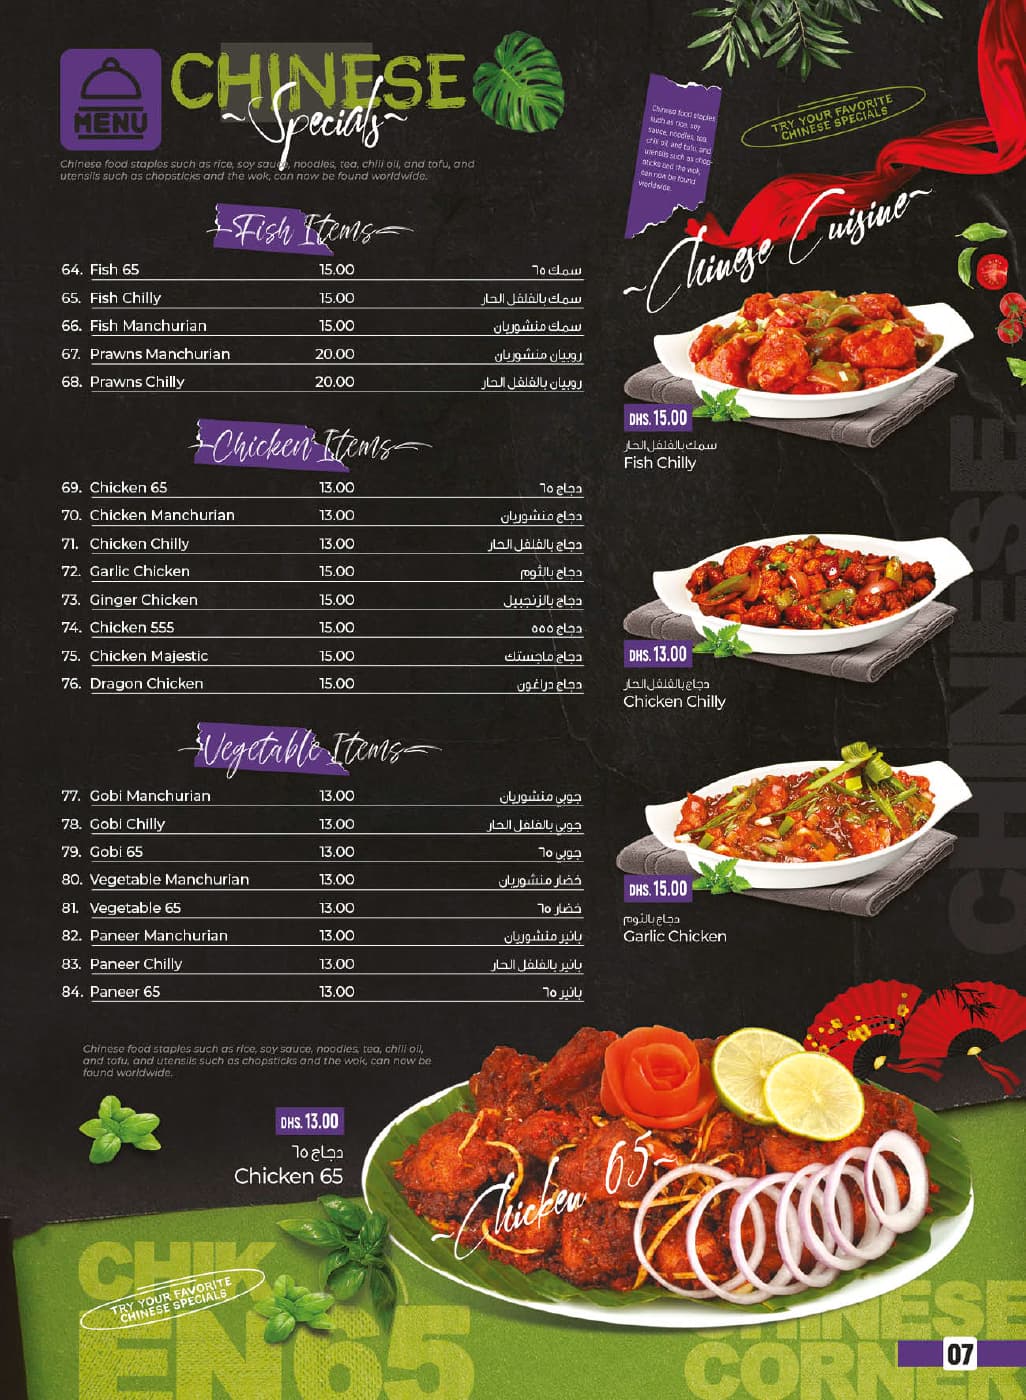 MENU
CHINESE
~Specials~
Chinese food staples such as rice, soy sauce, noodles, tea, chili oil, and tofu, and
utensils such as chopsticks and the wok, can now be found worldwide.
Fish Items
64. Fish 65 15.00 سمك ٦٥
65. Fish Chilly 15.00 سمك بالفلفل الحار
66. Fish Manchurian 15.00 سمك منشوريان
67. Prawns Manchurian 20.00 روبيان منشوريان
68. Prawns Chilly 20.00 روبيان بالفلفل الحار
Chicken Items
69. Chicken 65 13.00 دجاج ٦٥
70. Chicken Manchurian 13.00 دجاج منشوريان
71. Chicken Chilly 13.00 دجاج بالفلفل الحار
72. Garlic Chicken 15.00 دجاج بالثوم
73. Ginger Chicken 15.00 دجاج بالزنجبيل
74. Chicken 555 15.00 دجاج ٥٥٥
75. Chicken Majestic 15.00 دجاج ماجستك
76. Dragon Chicken 15.00 دجاج دراغون
Vegetable Items
77. Gobi Manchurian 13.00 جوبي منشوريان
78. Gobi Chilly 13.00 جوبي بالفلفل الحار
79. Gobi 65 13.00 جوبي ٦٥
80. Vegetable Manchurian 13.00 خضار منشوريان
81. Vegetable 65 13.00 خضار ٦٥
82. Paneer Manchurian 13.00 بانير منشوريان
83. Paneer Chilly 13.00 بانير بالفلفل الحار
84. Paneer 65 13.00 بانير ٦٥
Chinese food staples such as rice, soy sauce, noodles, tea, chili oil,
and tofu, and utensils such as chopsticks and the wok, can now be
found worldwide.
Chinese food staples
such as rice, soy
sauce, noodles, tea,
chili oil, and tofu, and
utensils such as chop-
sticks and the wok,
can now be found
worldwide.
TRY YOUR FAVORITE
CHINESE SPECIALS
~Chinese Cuisine~
DHS. 15.00
سمك بالفلفل الحار
Fish Chilly
DHS. 13.00
دجاج بالفلفل الحار
Chicken Chilly
DHS. 15.00
دجاج بالثوم
Garlic Chicken
CHINESE
DHS. 13.00
دجاج ٦٥
Chicken 65
~Chicken 65~
CHIK
EN65
TRY YOUR FAVORITE
CHINESE SPECIALS
CHINESE
CORNER
07